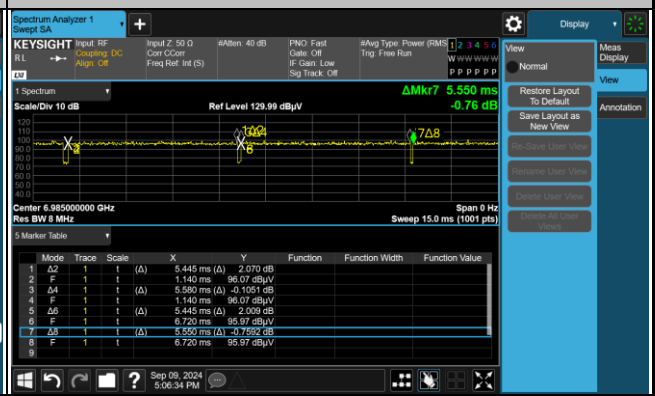 Spectrum Analyzer 1
Swept SA
Display
KEYSIGHT Input: RF Input Z: 50 Ω #Atten: 40 dB PNO: Fast #Avg Type: Power (RMS 1 2 3 4 5 6
R L Coupling: DC Corr CCorr Gate: Off Trig: Free Run W W W W W W
Align: Off Freq Ref: Int (S) IF Gain: Low
Sig Track: Off P P P P P P
LXI
1 Spectrum
ΔMkr7 5.550 ms
Scale/Div 10 dB Ref Level 129.99 dBµV -0.76 dB
120
110
100
90.0
80.0
70.0
60.0
50.0
40.0
7Δ8
Center 6.985000000 GHz Span 0 Hz
Res BW 8 MHz Sweep 15.0 ms (1001 pts)
5 Marker Table
Mode Trace Scale X Y Function Function Width Function Value
1 Δ2 1 t (Δ) 5.445 ms (Δ) 2.070 dB
2 F 1 t 1.140 ms 96.07 dBµV
3 Δ4 1 t (Δ) 5.580 ms (Δ) -0.1051 dB
4 F 1 t 1.140 ms 96.07 dBµV
5 Δ6 1 t (Δ) 5.445 ms (Δ) 2.009 dB
6 F 1 t 6.720 ms 95.97 dBµV
7 Δ8 1 t (Δ) 5.550 ms (Δ) -0.7592 dB
8 F 1 t 6.720 ms 95.97 dBµV
9
Sep 09, 2024
5:06:34 PM
View
Normal
Restore Layout
To Default
Save Layout as
New View
Re-Save User View
Rename User View
Delete User View
Delete All User
Views
Meas
Display
View
Annotation